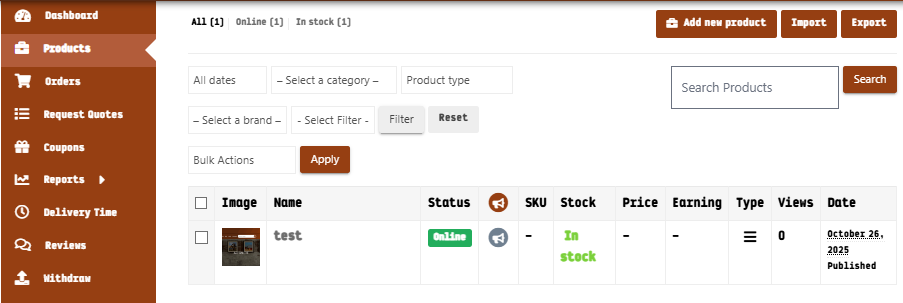 Dashboard
Products
Orders
Request Quotes
Coupons
Reports
Delivery Time
Reviews
Withdraw
All (1) Online (1) In stock (1)
Add new product Import Export
All dates – Select a category – Product type
Search Products Search
– Select a brand – - Select Filter - Filter Reset
Bulk Actions Apply
Image Name Status SKU Stock Price Earning Type Views Date
test Online – In stock – – 0 October 26, 2025 Published